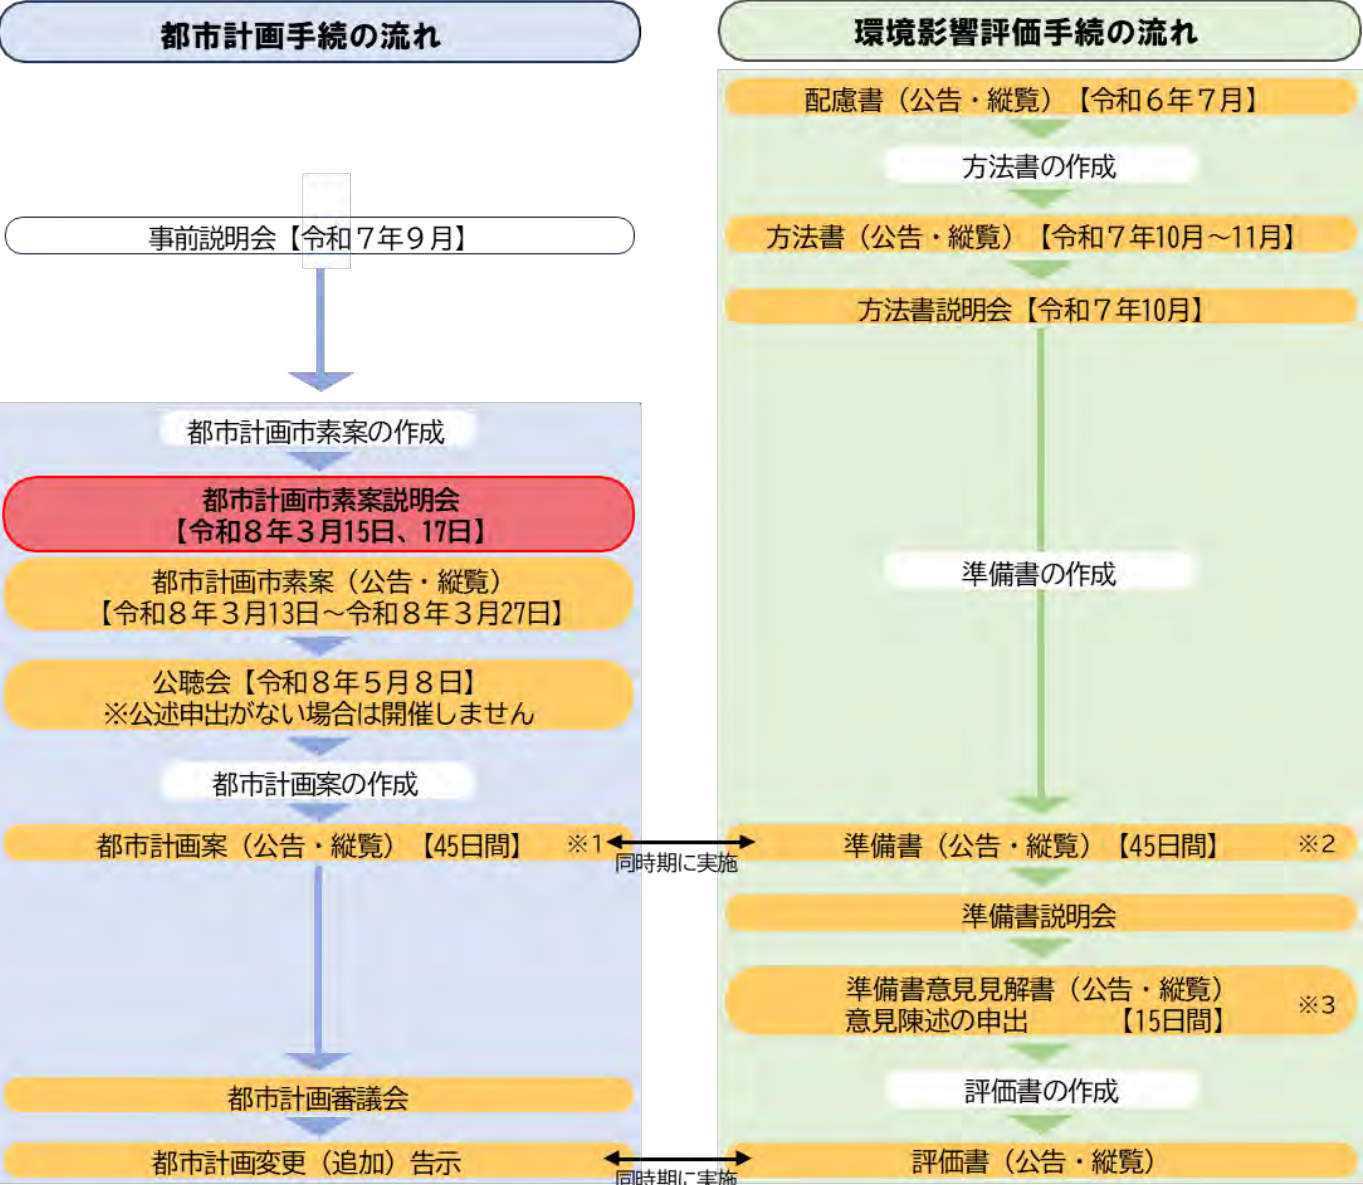 都市計画手続の流れ
事前説明会【令和７年９月】
都市計画市素案の作成
都市計画市素案説明会
【令和８年３月15日、17日】
都市計画市素案（公告・縦覧）
【令和８年３月13日～令和８年３月27日】
公聴会【令和８年５月８日】
※公述申出がない場合は開催しません
都市計画案の作成
都市計画案（公告・縦覧）【45日間】 ※1
都市計画審議会
都市計画変更（追加）告示
同時期に実施
同時期に実施
環境影響評価手続の流れ
配慮書（公告・縦覧）【令和６年７月】
方法書の作成
方法書（公告・縦覧）【令和７年10月～11月】
方法書説明会【令和７年10月】
準備書の作成
準備書（公告・縦覧）【45日間】 ※2
準備書説明会
準備書意見見解書（公告・縦覧）
意見陳述の申出 【15日間】 ※3
評価書の作成
評価書（公告・縦覧）